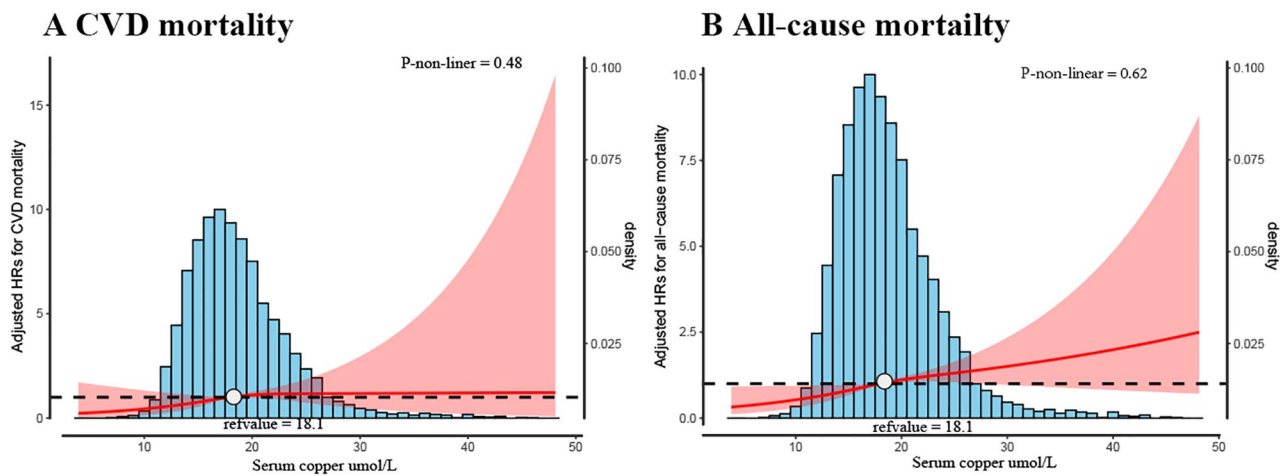 A CVD mortality
P-non-liner = 0.48
Adjusted HRs for CVD mortality
15
10
5
0
0.100
0.075
0.050
0.025
density
refvalue = 18.1
10 20 30 40 50
Serum copper umol/L
B All-cause mortailty
P-non-linear = 0.62
Adjusted HRs for all-cause mortality
10.0
7.5
5.0
2.5
0.0
0.100
0.075
0.050
0.025
density
refvalue = 18.1
10 20 30 40 50
Serum copper umol/L